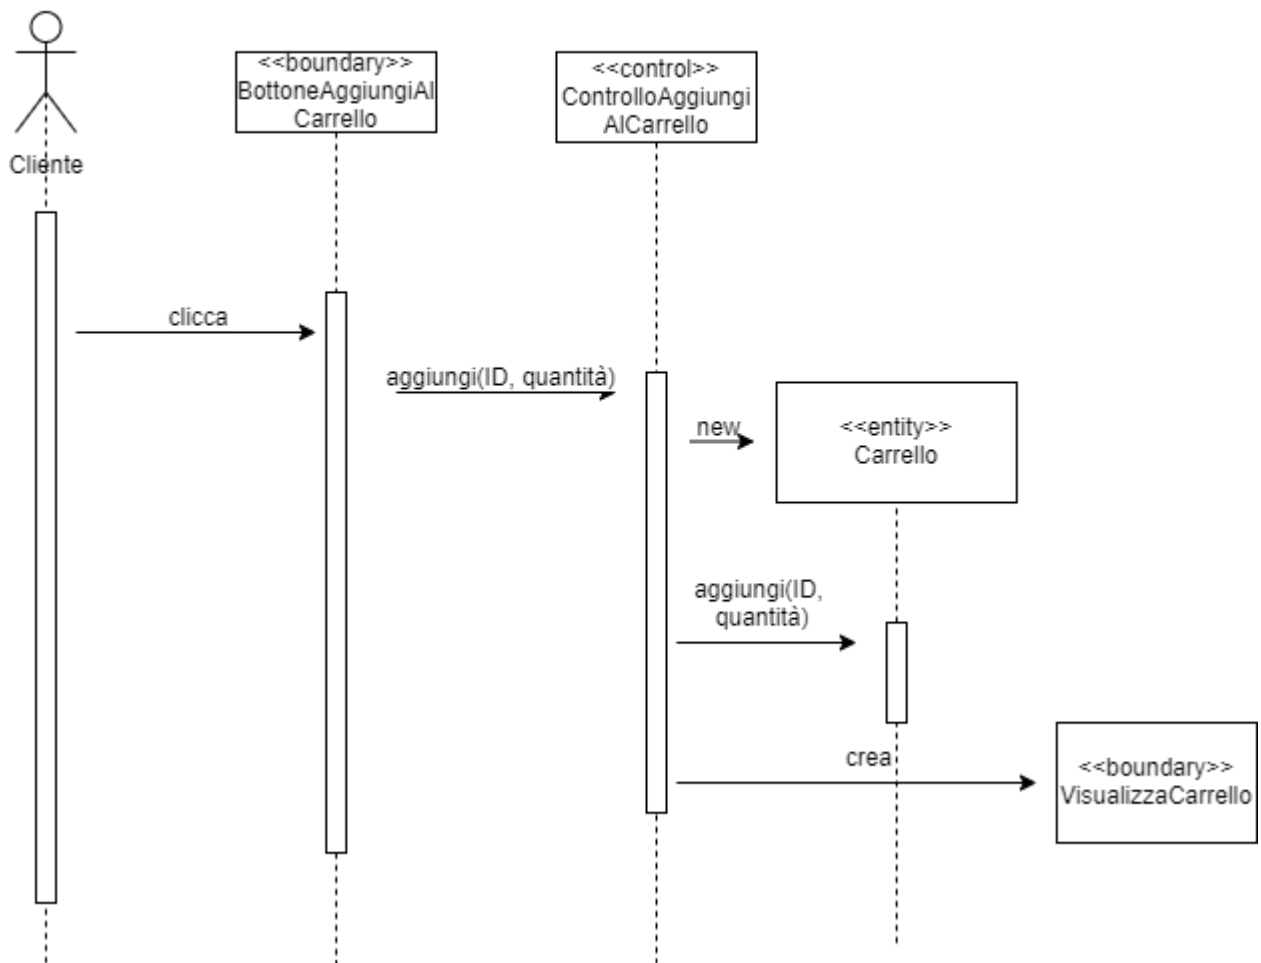 <<boundary>>
BottoneAggiungiAl
Carrello
<<control>>
ControlloAggiungi
AlCarrello
Cliente
clicca
aggiungi(ID, quantità)
new
<<entity>>
Carrello
aggiungi(ID,
quantità)
crea
<<boundary>>
VisualizzaCarrello